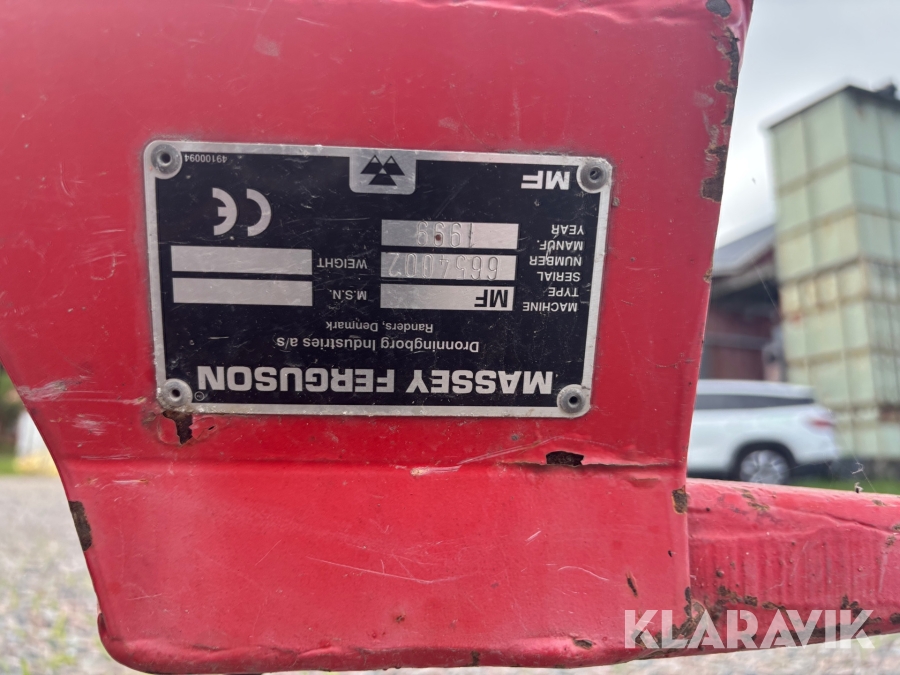 MASSEY FERGUSON
Dronningborg Industries a/s
Randers, Denmark
MACHINE TYPE MF M.S.N.
SERIAL NUMBER 6654002 WEIGHT
MANUF. YEAR 1999
CE
MF
49100094
KLARAVIK